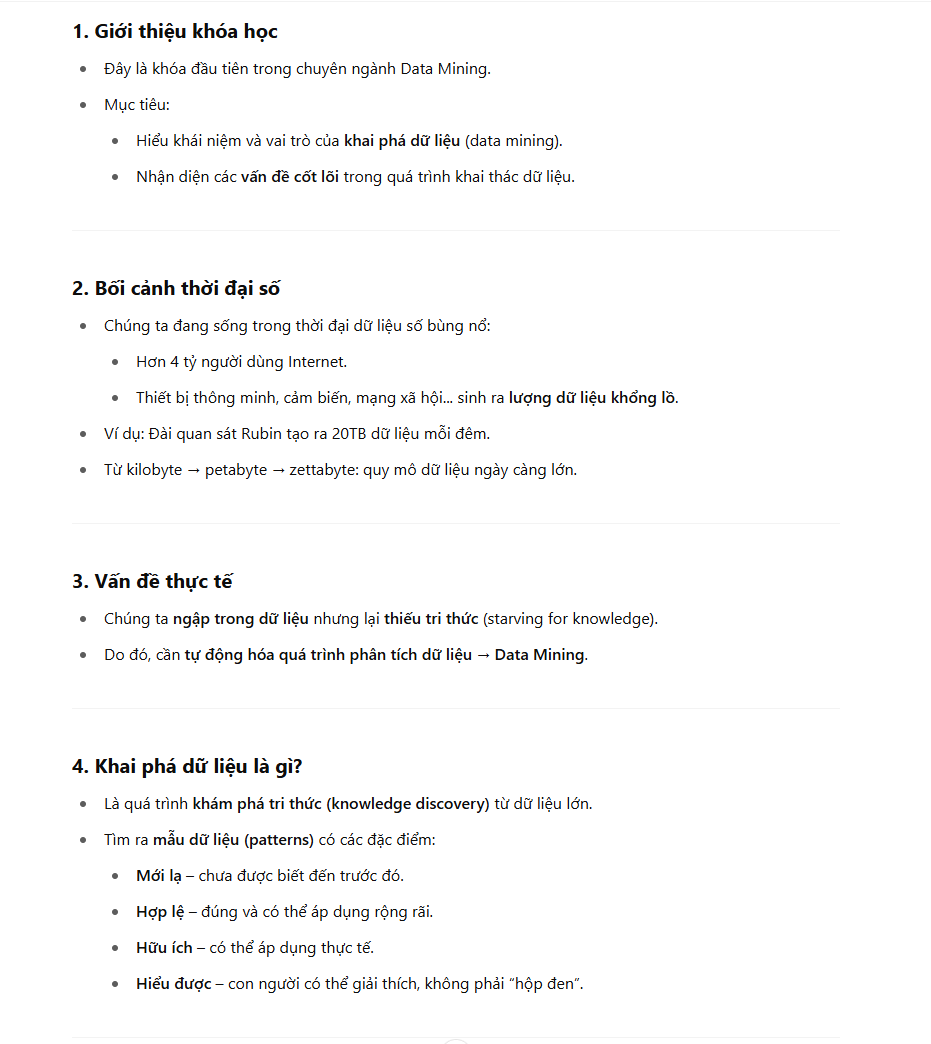 1. Giới thiệu khóa học
• Đây là khóa đầu tiên trong chuyên ngành Data Mining.
• Mục tiêu:
• Hiểu khái niệm và vai trò của khai phá dữ liệu (data mining).
• Nhận diện các vấn đề cốt lõi trong quá trình khai thác dữ liệu.
2. Bối cảnh thời đại số
• Chúng ta đang sống trong thời đại dữ liệu số bùng nổ:
• Hơn 4 tỷ người dùng Internet.
• Thiết bị thông minh, cảm biến, mạng xã hội... sinh ra lượng dữ liệu khổng lồ.
• Ví dụ: Đài quan sát Rubin tạo ra 20TB dữ liệu mỗi đêm.
• Từ kilobyte → petabyte → zettabyte: quy mô dữ liệu ngày càng lớn.
3. Vấn đề thực tế
• Chúng ta ngập trong dữ liệu nhưng lại thiếu tri thức (starving for knowledge).
• Do đó, cần tự động hóa quá trình phân tích dữ liệu → Data Mining.
4. Khai phá dữ liệu là gì?
• Là quá trình khám phá tri thức (knowledge discovery) từ dữ liệu lớn.
• Tìm ra mẫu dữ liệu (patterns) có các đặc điểm:
• Mới lạ – chưa được biết đến trước đó.
• Hợp lệ – đúng và có thể áp dụng rộng rãi.
• Hữu ích – có thể áp dụng thực tế.
• Hiểu được – con người có thể giải thích, không phải “hộp đen”.